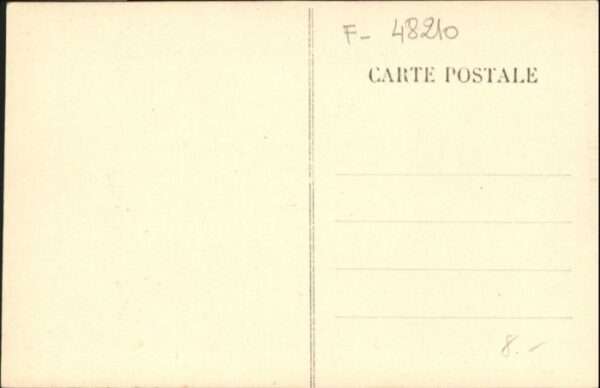 F- 48210
CARTE POSTALE
8.-